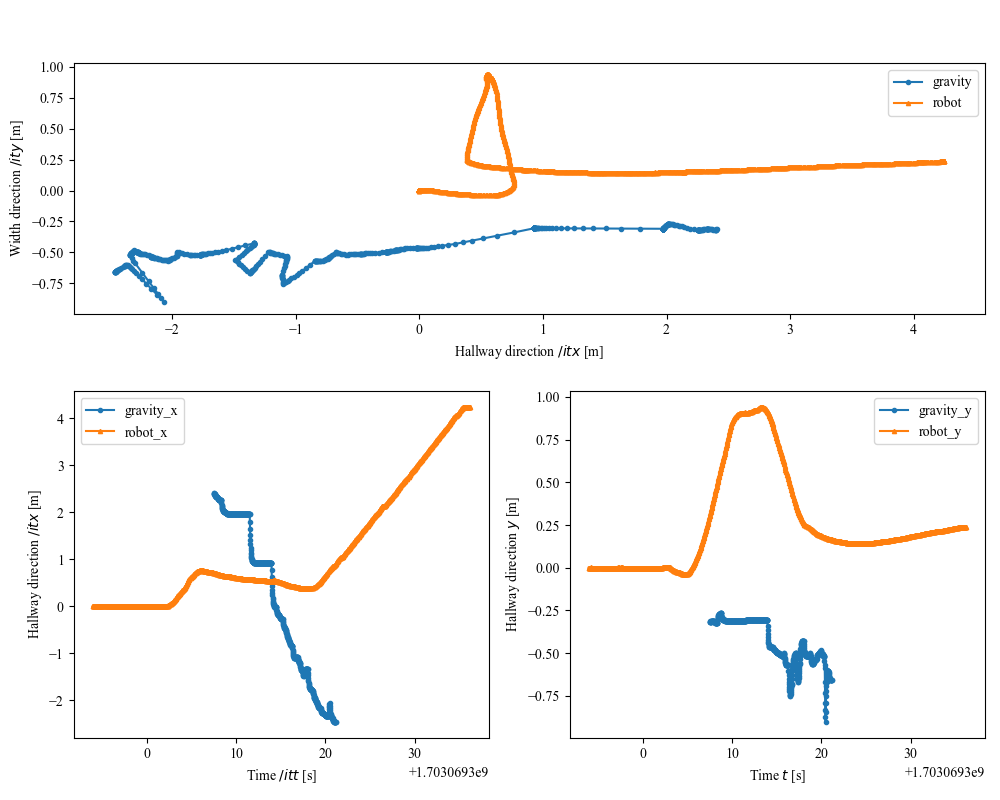 1.00
0.75
0.50
0.25
0.00
−0.25
−0.50
−0.75
Width direction /ity [m]
gravity
robot
−2 −1 0 1 2 3 4
Hallway direction /itx [m]
4
3
2
1
0
−1
−2
Hallway direction /itx [m]
gravity_x
robot_x
0 10 20 30
+1.7030693e9
Time /itt [s]
1.00
0.75
0.50
0.25
0.00
−0.25
−0.50
−0.75
Hallway direction y [m]
gravity_y
robot_y
0 10 20 30
+1.7030693e9
Time t [s]